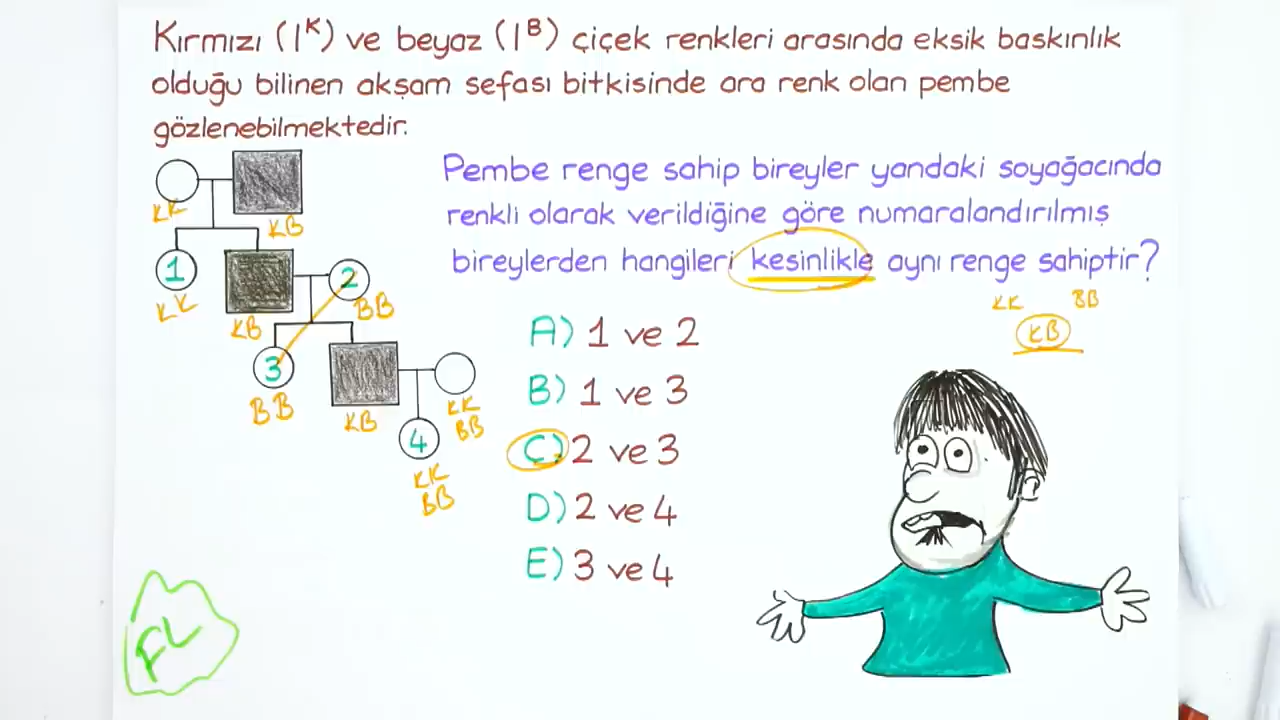 Kırmızı (I^K) ve beyaz (I^B) çiçek renkleri arasında eksik baskınlık
olduğu bilinen akşam sefası bitkisinde ara renk olan pembe
gözlenebilmektedir.
Pembe renge sahip bireyler yandaki soyağacında
renkli olarak verildiğine göre numaralandırılmış
bireylerden hangileri kesinlikle aynı renge sahiptir?
KK
KB
1
2
KK
KB
BB
3
BB
KB
KK
BB
4
KK
BB
KK BB
KB
A) 1 ve 2
B) 1 ve 3
C) 2 ve 3
D) 2 ve 4
E) 3 ve 4
FL